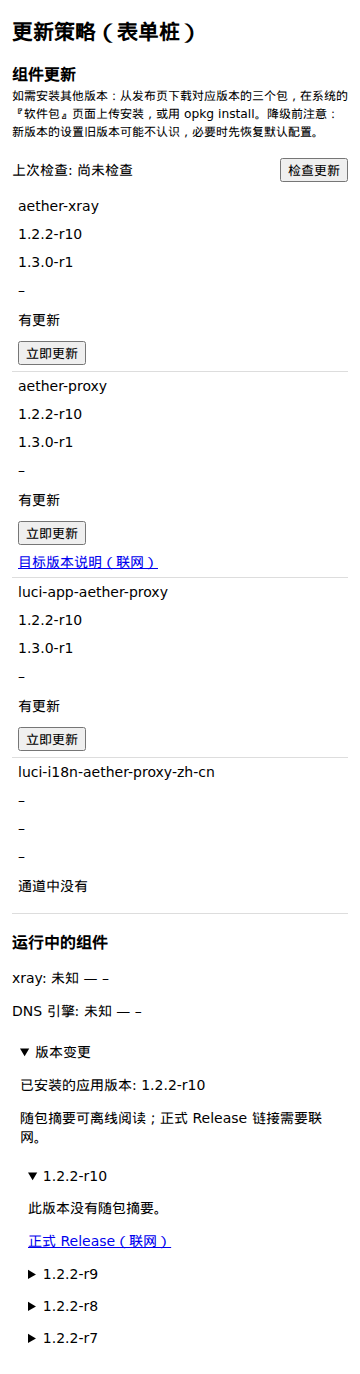 更新策略（表单桩）
组件更新
如需安装其他版本：从发布页下载对应版本的三个包，在系统的
『软件包』页面上传安装，或用 opkg install。降级前注意：
新版本的设置旧版本可能不认识，必要时先恢复默认配置。
上次检查: 尚未检查
检查更新
aether-xray
1.2.2-r10
1.3.0-r1
–
有更新
立即更新
aether-proxy
1.2.2-r10
1.3.0-r1
–
有更新
立即更新
目标版本说明（联网）
luci-app-aether-proxy
1.2.2-r10
1.3.0-r1
–
有更新
立即更新
luci-i18n-aether-proxy-zh-cn
–
–
–
通道中没有
运行中的组件
xray: 未知 — –
DNS 引擎: 未知 — –
▼ 版本变更
已安装的应用版本: 1.2.2-r10
随包摘要可离线阅读；正式 Release 链接需要联
网。
▼ 1.2.2-r10
此版本没有随包摘要。
正式 Release（联网）
▶ 1.2.2-r9
▶ 1.2.2-r8
▶ 1.2.2-r7